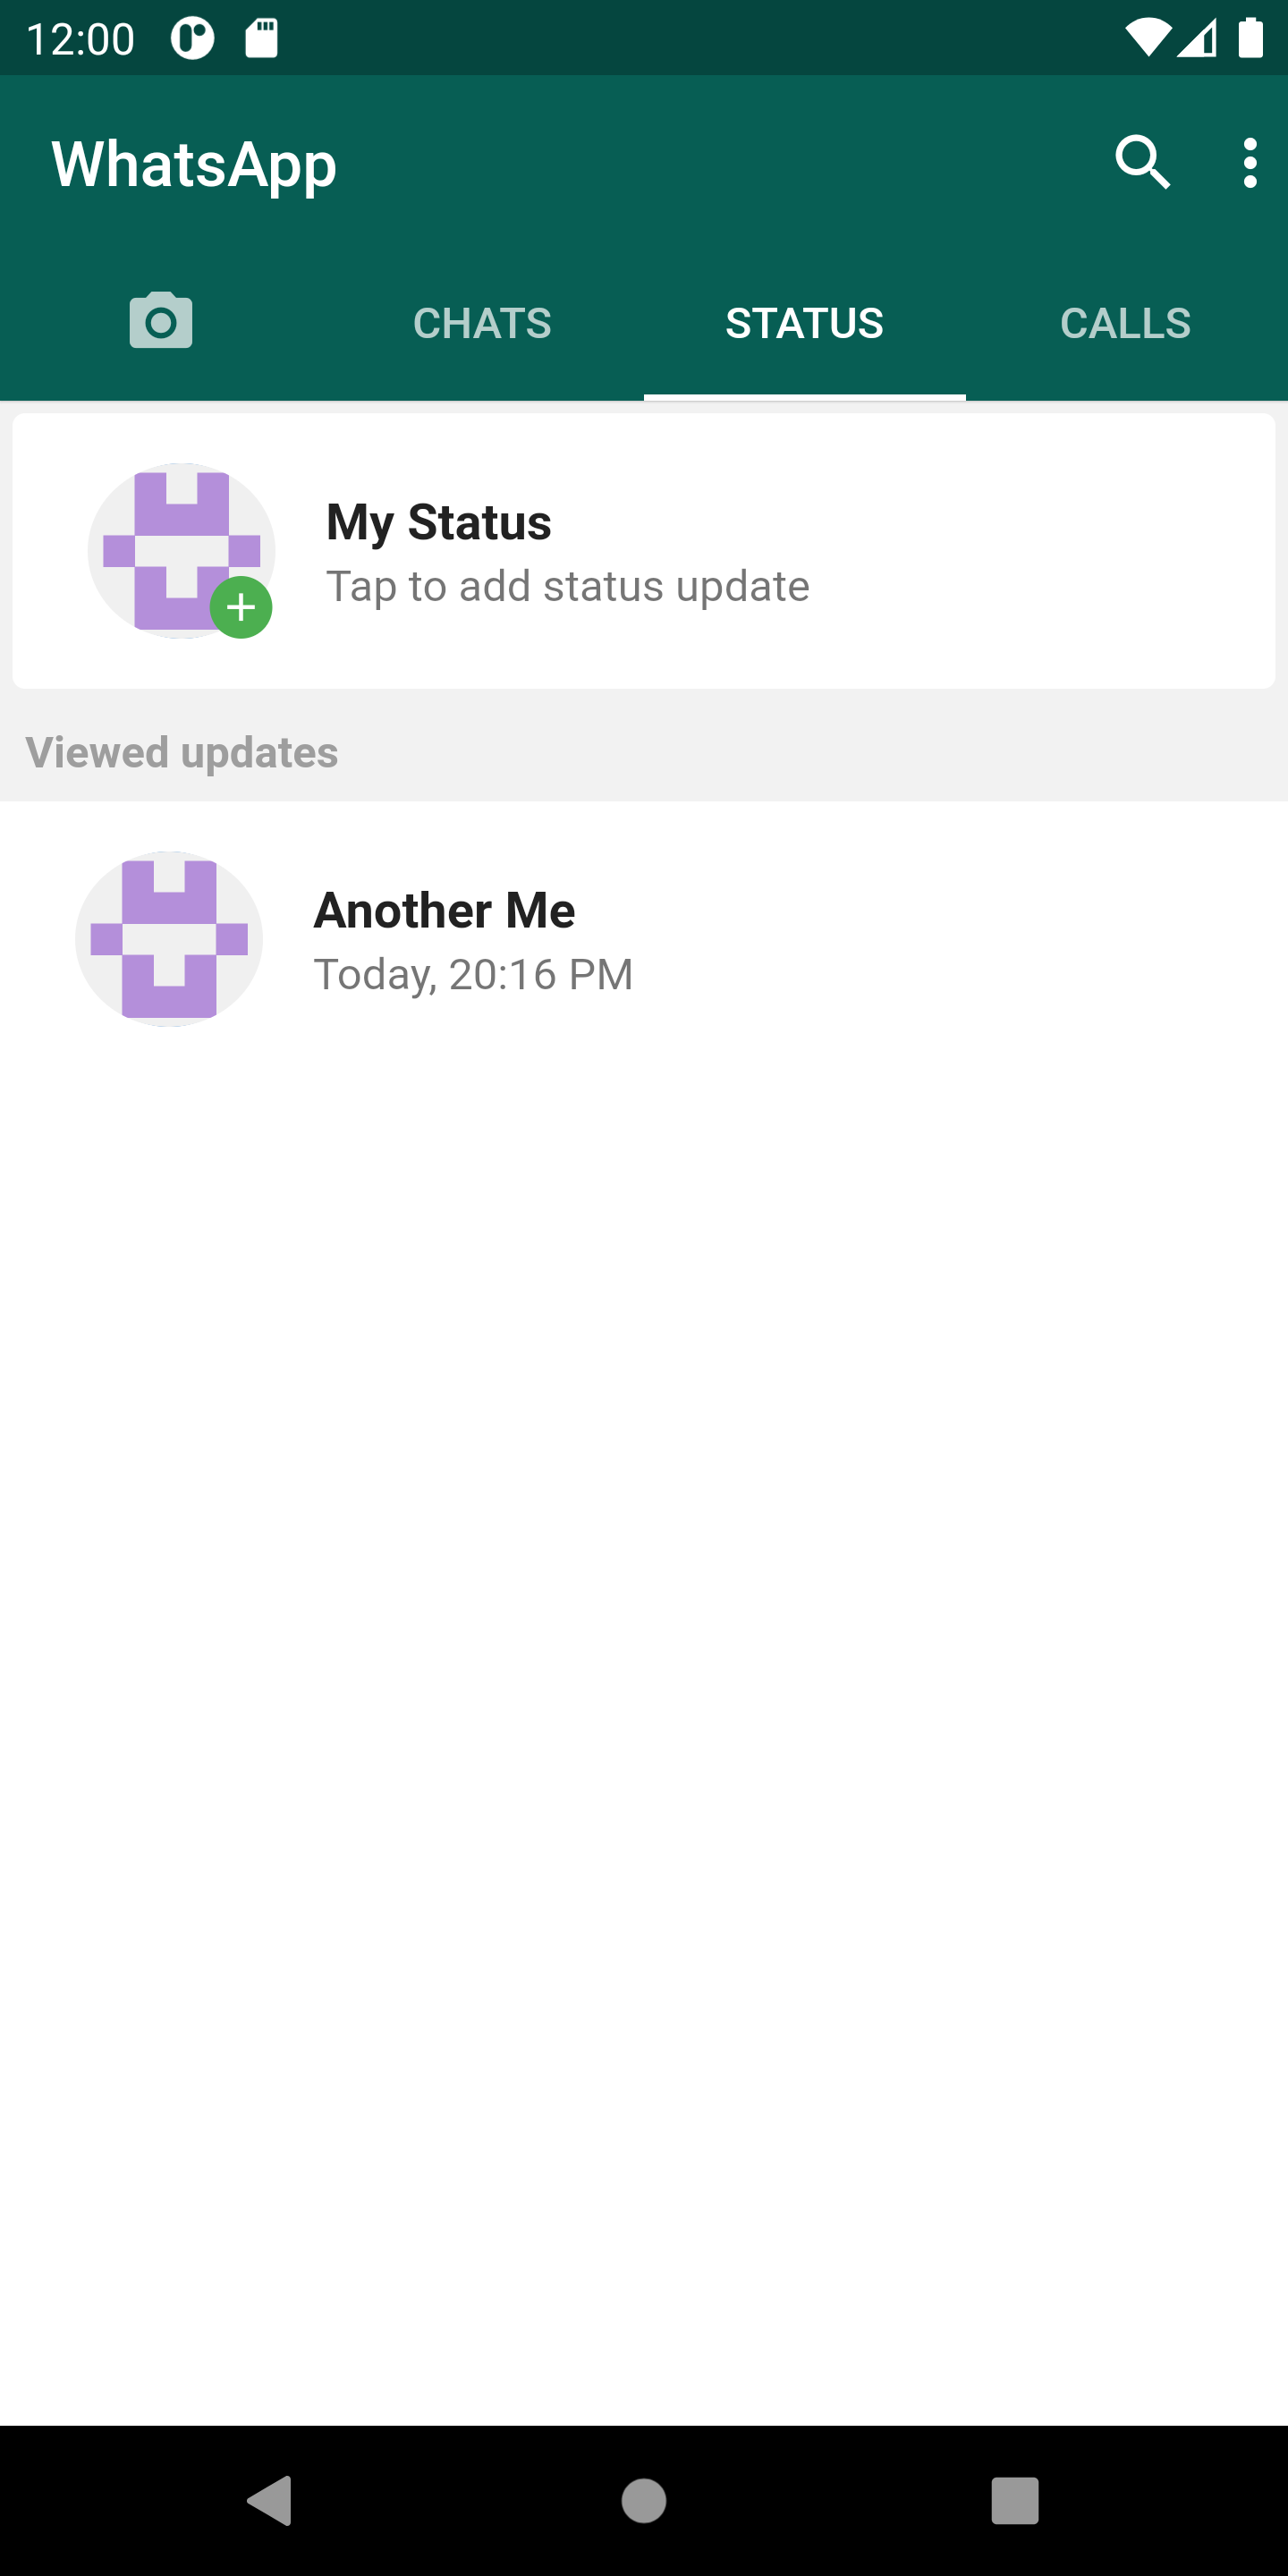 12:00
WhatsApp
CHATS STATUS CALLS
My Status
Tap to add status update
Viewed updates
Another Me
Today, 20:16 PM